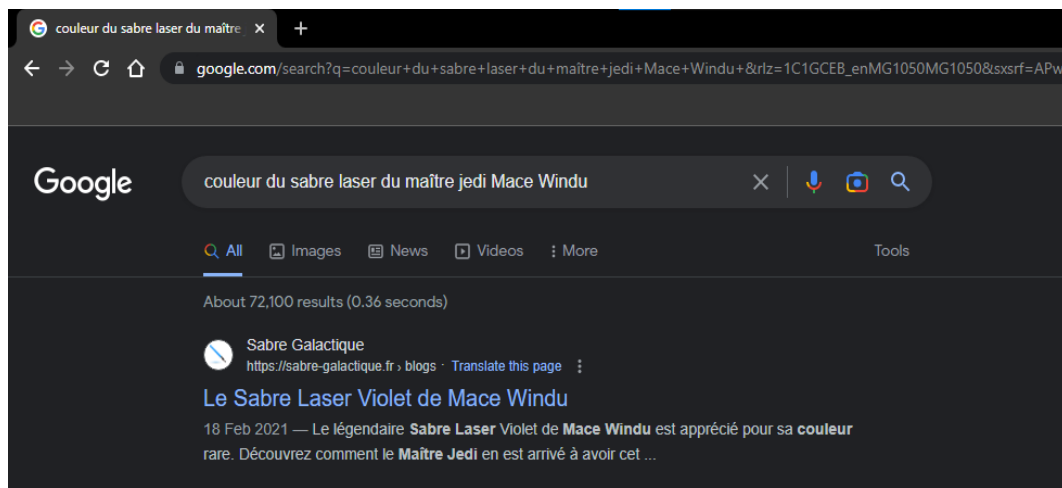 couleur du sabre laser du maître
google.com/search?q=couleur+du+sabre+laser+du+maître+jedi+Mace+Windu+&rlz=1C1GCEB_enMG1050MG1050&sxsrf=APw
Google
couleur du sabre laser du maître jedi Mace Windu
All Images News Videos More Tools
About 72,100 results (0.36 seconds)
Sabre Galactique
https://sabre-galactique.fr › blogs · Translate this page
Le Sabre Laser Violet de Mace Windu
18 Feb 2021 — Le légendaire Sabre Laser Violet de Mace Windu est apprécié pour sa couleur
rare. Découvrez comment le Maître Jedi en est arrivé à avoir cet ...